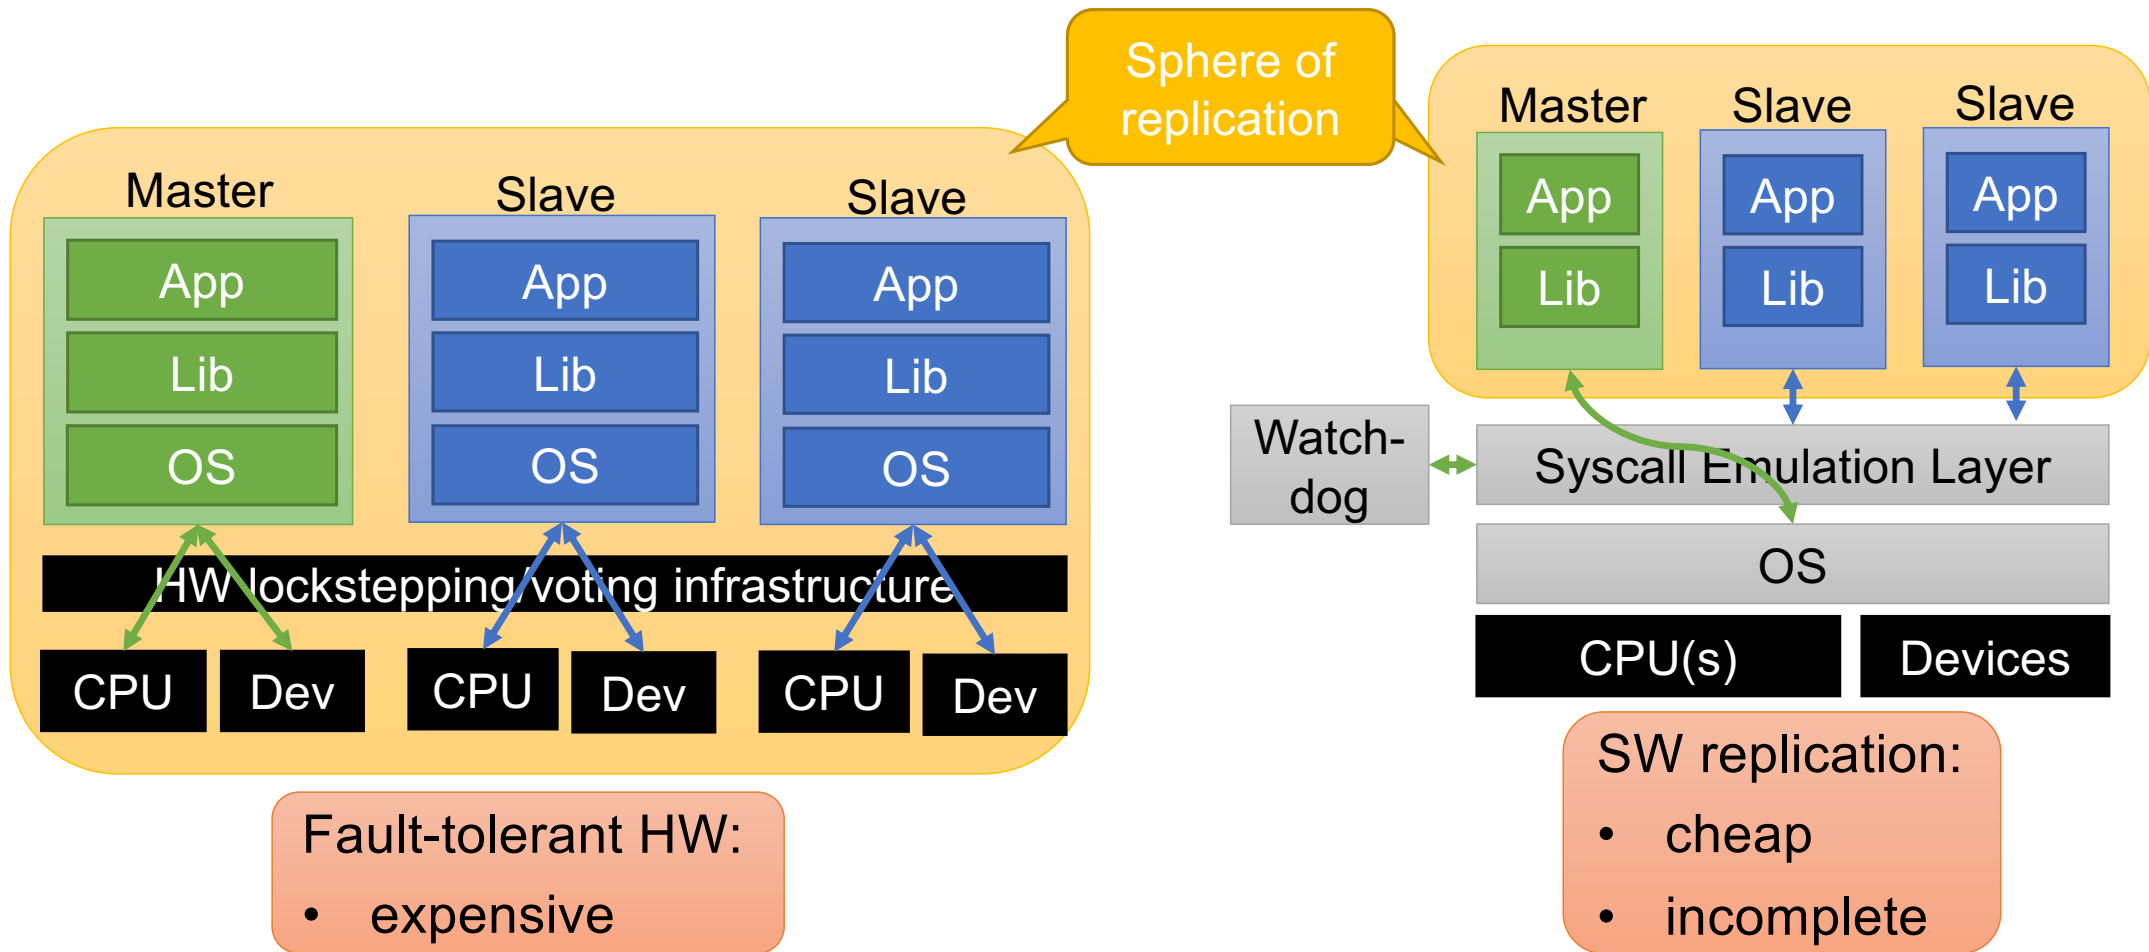 Sphere of
replication
Master
Slave
Slave
App
App
App
Lib
Lib
Lib
OS
OS
OS
HW lockstepping/voting infrastructure
CPU
Dev
CPU
Dev
CPU
Dev
Fault-tolerant HW:
• expensive
Master
Slave
Slave
App
App
App
Lib
Lib
Lib
Watch-
dog
Syscall Emulation Layer
OS
CPU(s)
Devices
SW replication:
• cheap
• incomplete